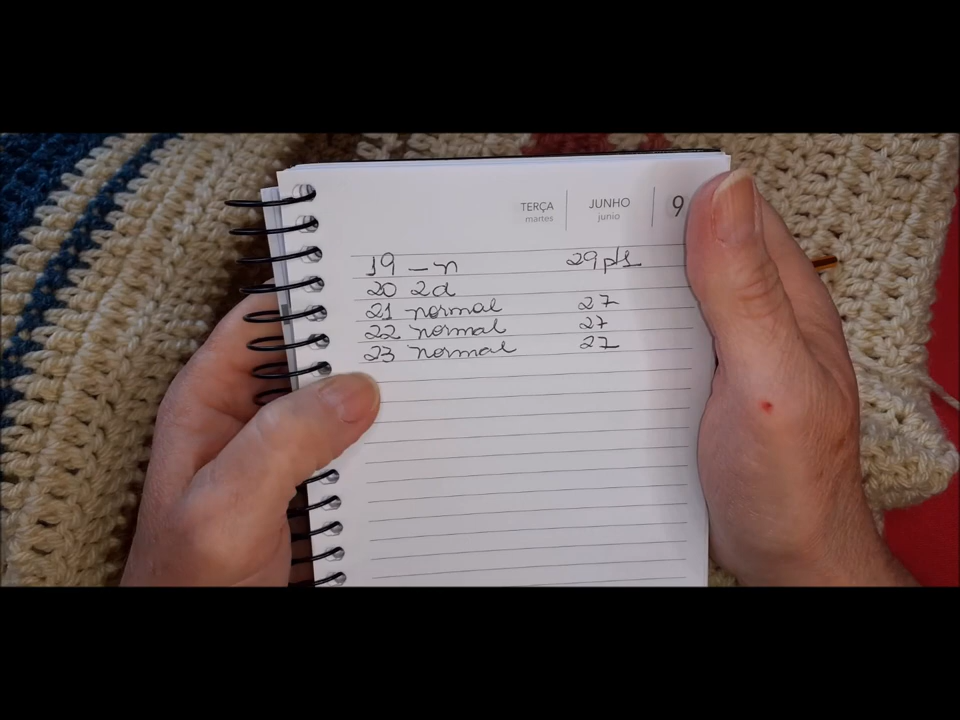 TERÇA JUNHO 9
martes junio
19 – n 29 pts
20 2d
21 normal 27
22 normal 27
23 normal 27